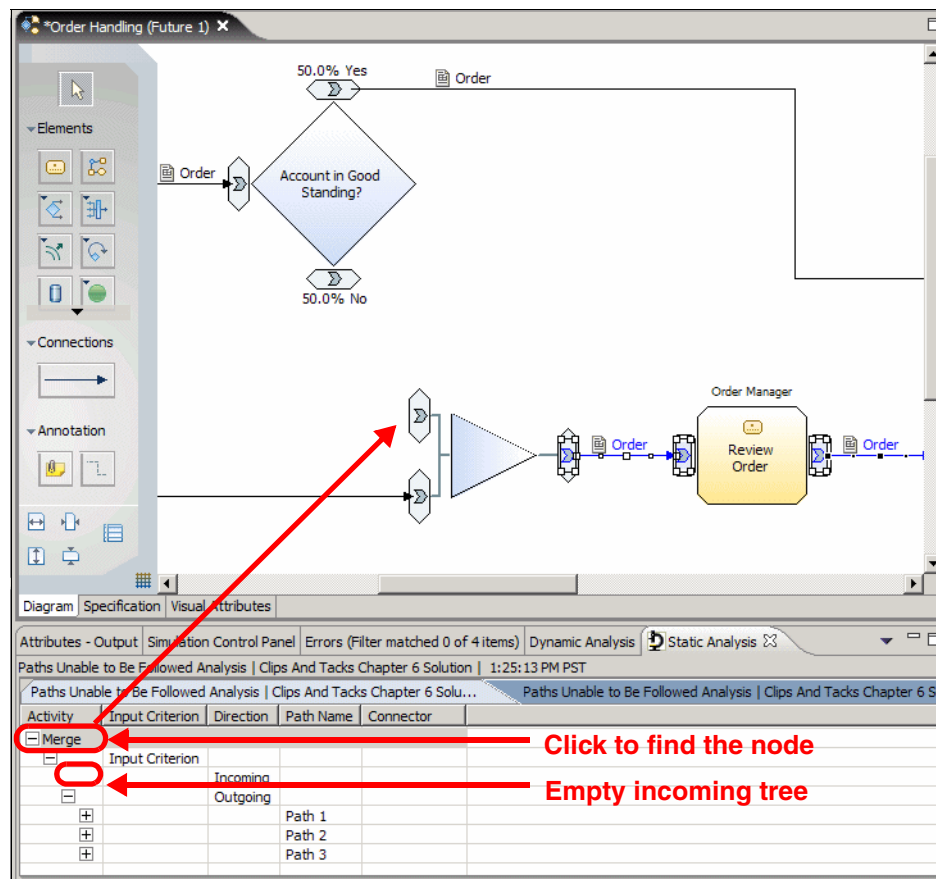 *Order Handling (Future 1)
50.0% Yes
Order
Elements
Order
Account in Good
Standing?
50.0% No
Connections
Order Manager
Annotation
Order
Review
Order
Order
Diagram Specification Visual Attributes
Attributes - Output Simulation Control Panel Errors (Filter matched 0 of 4 items) Dynamic Analysis Static Analysis
Paths Unable to Be Followed Analysis | Clips And Tacks Chapter 6 Solution | 1:25:13 PM PST
Paths Unable to Be Followed Analysis | Clips And Tacks Chapter 6 Solu... Paths Unable to Be Followed Analysis | Clips And Tacks Chapter 6 S
Activity Input Criterion Direction Path Name Connector
Merge
Click to find the node
Input Criterion
Incoming
Empty incoming tree
Outgoing
Path 1
Path 2
Path 3